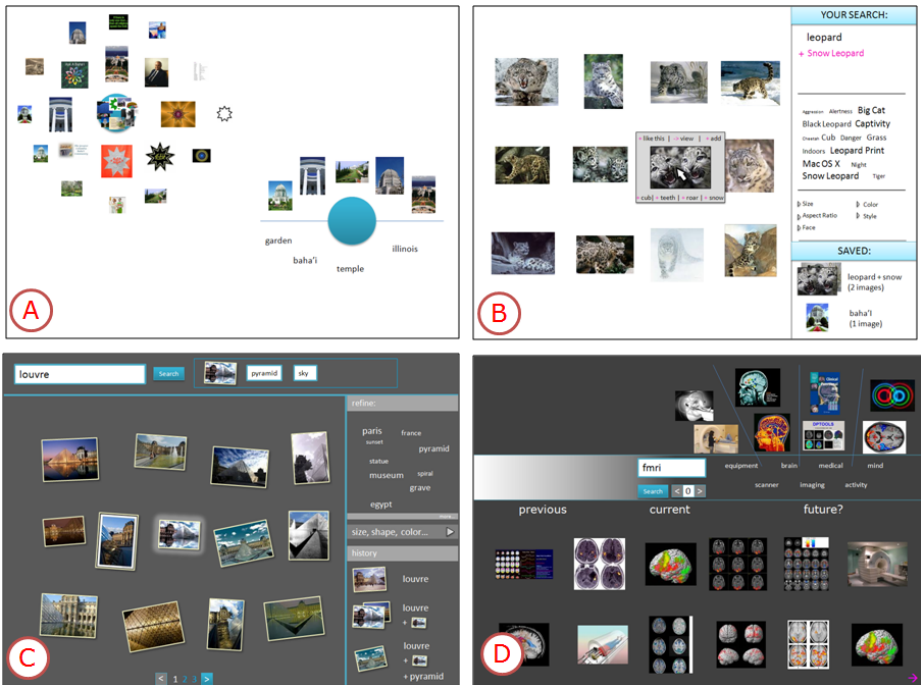 A
garden
baha'i
temple
illinois
B
YOUR SEARCH:
leopard
+ Snow Leopard
+ like this | -> view | + add
+ cub| + teeth | + roar | + snow
Aggression Alertness Big Cat
Black Leopard Captivity
Cheetah Cub Danger Grass
Indoors Leopard Print
Mac OS X Night
Snow Leopard Tiger
Size Color
Aspect Ratio Style
Face
SAVED:
leopard + snow
(2 images)
baha'I
(1 image)
louvre Search pyramid sky
refine:
paris france
sunset
pyramid
statue
museum spiral
grave
egypt
size, shape, color...
history
louvre
louvre
+
louvre
+
+ pyramid
C
< 1 2 3 >
fmri
Search < 0 >
equipment brain medical mind
scanner imaging activity
previous current future?
DPTOOLS
D